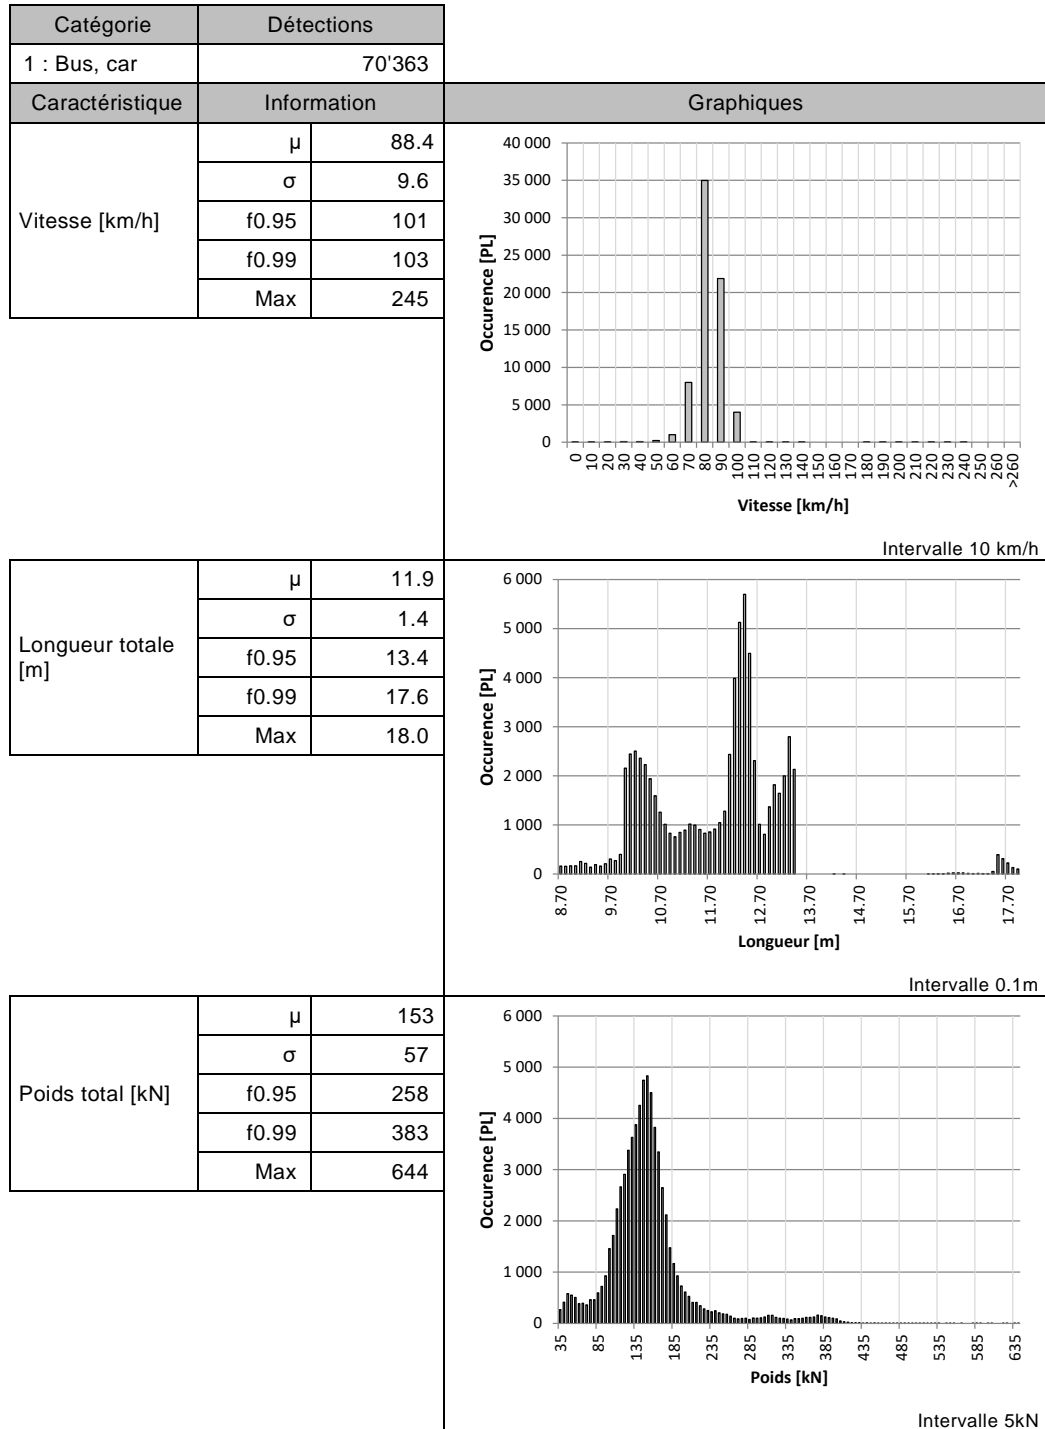 Catégorie Détections
1 : Bus, car 70'363
Caractéristique Information Graphiques
Vitesse [km/h]
µ 88.4
σ 9.6
f0.95 101
f0.99 103
Max 245
40 000
35 000
30 000
25 000
20 000
15 000
10 000
5 000
0
Occurence [PL]
0 10 20 30 40 50 60 70 80 90 100 110 120 130 140 150 160 170 180 190 200 210 220 230 240 250 260 >260
Vitesse [km/h]
Intervalle 10 km/h
Longueur totale
[m]
µ 11.9
σ 1.4
f0.95 13.4
f0.99 17.6
Max 18.0
6 000
5 000
4 000
3 000
2 000
1 000
0
Occurence [PL]
8.70 9.70 10.70 11.70 12.70 13.70 14.70 15.70 16.70 17.70
Longueur [m]
Intervalle 0.1m
Poids total [kN]
µ 153
σ 57
f0.95 258
f0.99 383
Max 644
6 000
5 000
4 000
3 000
2 000
1 000
0
Occurence [PL]
35 85 135 185 235 285 335 385 435 485 535 585 635
Poids [kN]
Intervalle 5kN